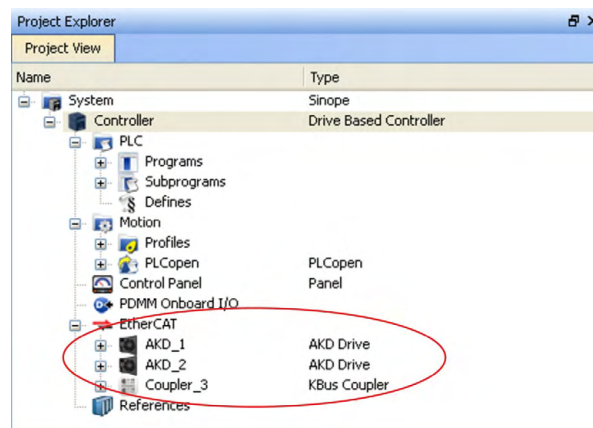 Project Explorer
Project View
Name Type
System Sinope
Controller Drive Based Controller
PLC
Programs
Subprograms
Defines
Motion
Profiles
PLCopen PLCopen
Control Panel Panel
PDMM Onboard I/O
EtherCAT
AKD_1 AKD Drive
AKD_2 AKD Drive
Coupler_3 KBus Coupler
References